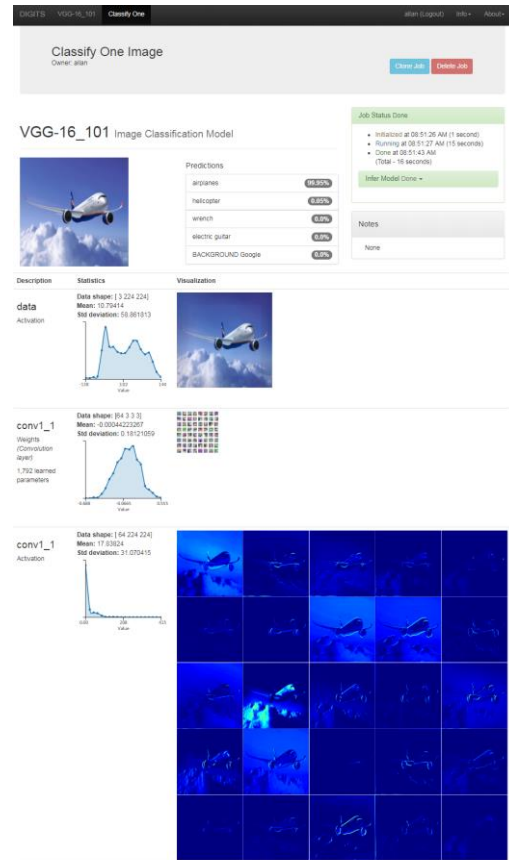 DIGITS VGG-16_101 Classify One allan (Logout) Info About
Classify One Image
Owner: allan
Clone Job Delete Job
Job Status Done
Initialized at 08:51:26 AM (1 second)
Running at 08:51:27 AM (15 seconds)
Done at 08:51:43 AM
(Total - 16 seconds)
Infer Model Done
Notes
None
VGG-16_101 Image Classification Model
Predictions
airplanes 99.95%
helicopter 0.05%
wrench 0.0%
electric guitar 0.0%
BACKGROUND Google 0.0%
Description Statistics Visualization
data
Activation
Data shape: [ 3 224 224]
Mean: 10.79414
Std deviation:
Value
conv1_1
Weights
(Convolution
layer)
1,792 learned
parameters
Data shape: [64 3 3 3]
Mean: -0.00044223267
Std deviation: 0.18121059
Value
conv1_1
Activation
Data shape: [ 64 224 224]
Mean:
Std deviation: 31.070415
Value